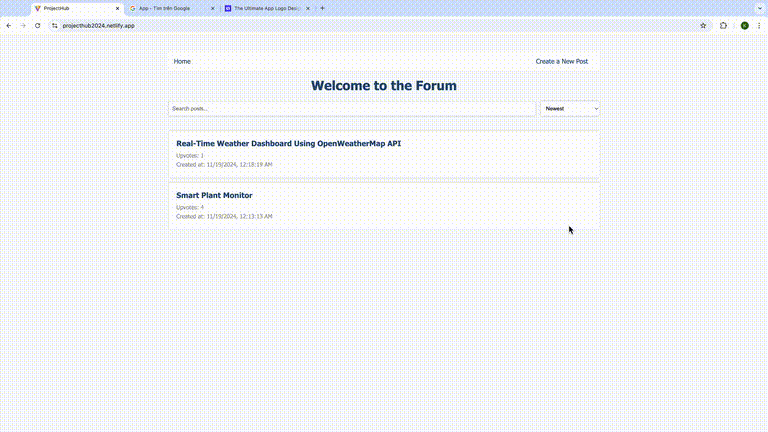 ProjectHub
App - Tìm trên Google
The Ultimate App Logo Desig
projecthub2024.netlify.app
Home
Create a New Post
Welcome to the Forum
Search posts...
Newest
Real-Time Weather Dashboard Using OpenWeatherMap API
Upvotes: 1
Created at: 11/19/2024, 12:18:19 AM
Smart Plant Monitor
Upvotes: 4
Created at: 11/19/2024, 12:13:13 AM